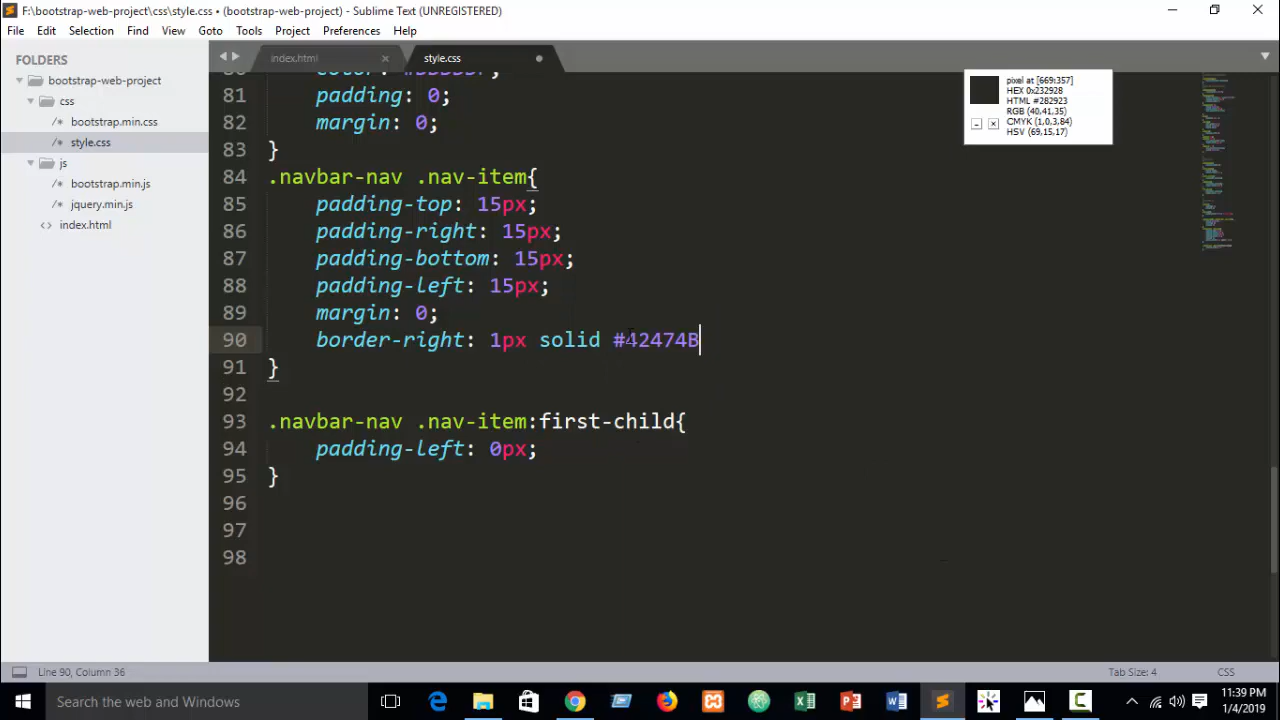 F:\bootstrap-web-project\css\style.css • (bootstrap-web-project) - Sublime Text (UNREGISTERED)
File Edit Selection Find View Goto Tools Project Preferences Help
FOLDERS
bootstrap-web-project
css
/* bootstrap.min.css
/* style.css
js
/* bootstrap.min.js
/* jquery.min.js
<> index.html
index.html ×
style.css
81 padding: 0;
82 margin: 0;
83 }
84 .navbar-nav .nav-item{
85 padding-top: 15px;
86 padding-right: 15px;
87 padding-bottom: 15px;
88 padding-left: 15px;
89 margin: 0;
90 border-right: 1px solid #42474B
91 }
92
93 .navbar-nav .nav-item:first-child{
94 padding-left: 0px;
95 }
96
97
98
pixel at [669:357]
HEX 0x232928
HTML #282923
RGB (40,41,35)
CMYK (1,0,3,84)
HSV (69,15,17)
Line 90, Column 36
Tab Size: 4 CSS
Search the web and Windows
11:39 PM
1/4/2019